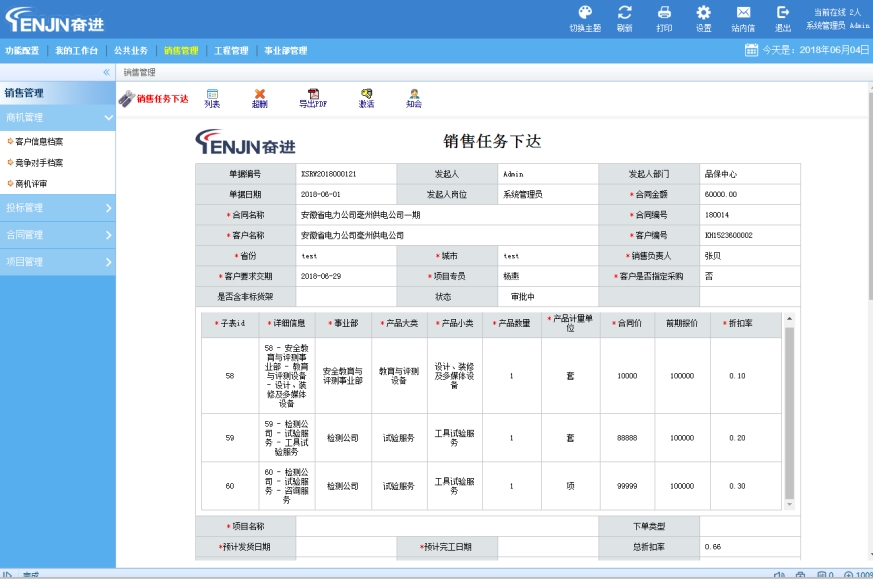 TENJIN奋进
切换主题 刷新 打印 设置 站内信 退出
当前在线 2人
系统管理员 Admin
功能配置 我的工作台 公共业务 销售管理 工程管理 事业部管理
今天是：2018年06月04日
« 销售管理
销售管理
商机管理
客户信息档案
竞争对手档案
商机评审
投标管理
合同管理
项目管理
销售任务下达 列表 超删 导出PDF 激活 知会
TENJIN奋进
销售任务下达
单据编号 XSRW2018000121 发起人 Admin 发起人部门 品保中心
单据日期 2018-06-01 发起人岗位 系统管理员 *合同金额 60000.00
*合同名称 安徽省电力公司亳州供电公司一期 *合同编号 180014
*客户名称 安徽省电力公司亳州供电公司 *客户编号 KH1523600002
*省份 test *城市 test *销售负责人 张贝
*客户要求交期 2018-06-29 *项目专员 杨燕 *客户是否指定采购 否
是否含非标货架 状态 审批中
*子表id *详细信息 *事业部 *产品大类 *产品小类 *产品数量 *产品计量单位 *合同价 前期报价 *折扣率
58 58 - 安全教育与评测事业部 - 教育与评测设备 - 设计、装修及多媒体设备 安全教育与评测事业部 教育与评测设备 设计、装修及多媒体设备 1 套 10000 100000 0.10
59 59 - 检测公司 - 试验服务 - 工具试验服务 检测公司 试验服务 工具试验服务 1 套 88888 100000 0.20
60 60 - 检测公司 - 试验服务 - 咨询服务 检测公司 试验服务 工具试验服务 1 项 99999 100000 0.30
*项目名称 下单类型
*预计发货日期 *预计完工日期 总折扣率 0.66
完成 0 100%